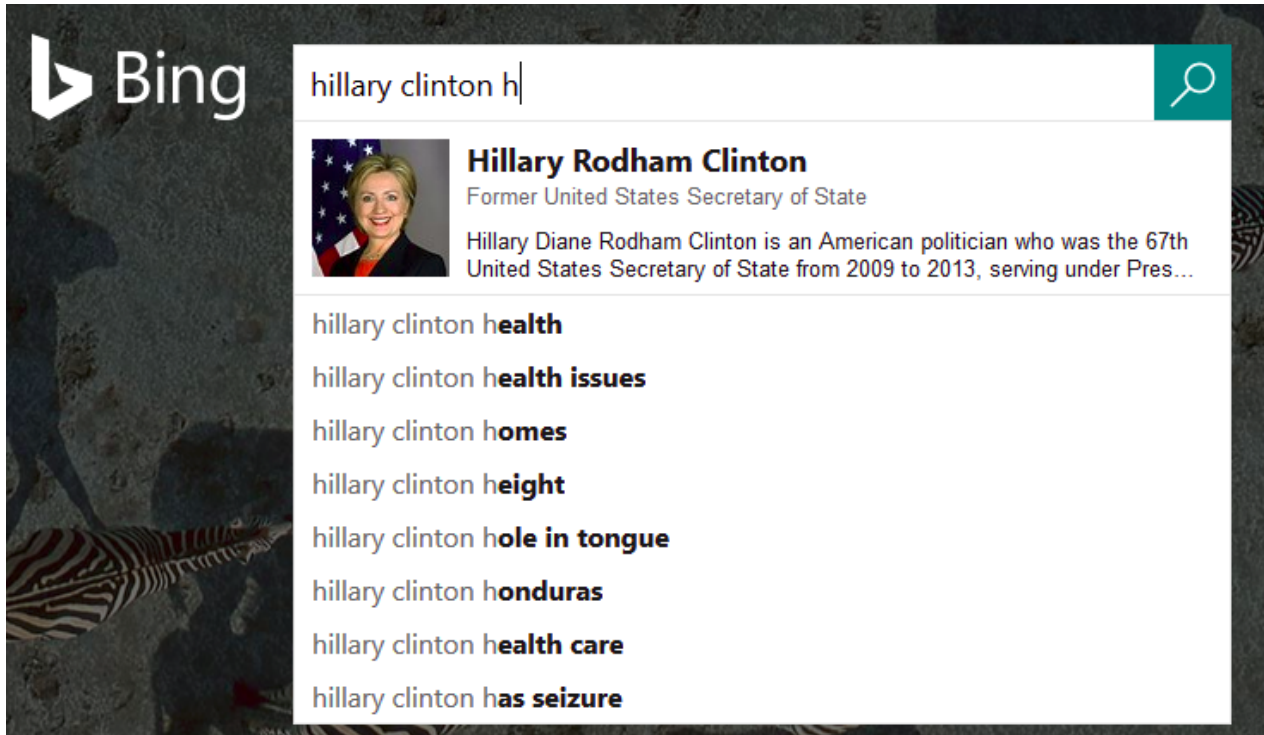 Bing
hillary clinton h
Hillary Rodham Clinton
Former United States Secretary of State
Hillary Diane Rodham Clinton is an American politician who was the 67th
United States Secretary of State from 2009 to 2013, serving under Pres...
hillary clinton health
hillary clinton health issues
hillary clinton homes
hillary clinton height
hillary clinton hole in tongue
hillary clinton honduras
hillary clinton health care
hillary clinton has seizure